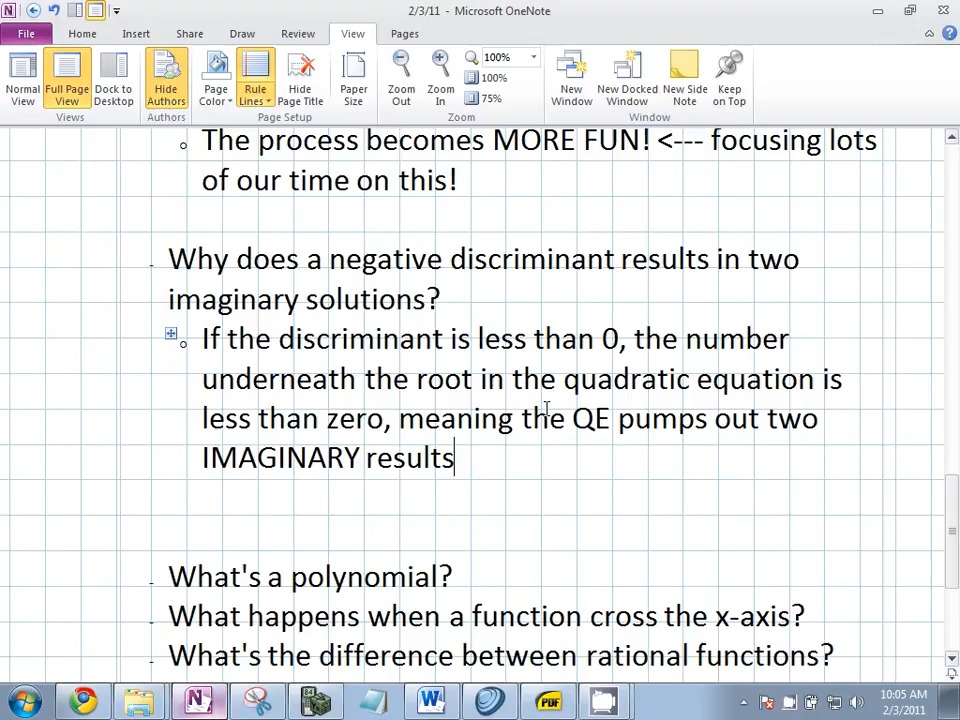 2/3/11 - Microsoft OneNote
File Home Insert Share Draw Review View Pages
Normal View Full Page View Dock to Desktop Hide Authors Page Color Rule Lines Hide Page Title Paper Size Zoom Out Zoom In 100% 100% 75% New Window New Docked Window New Side Note Keep on Top
Views Authors Page Setup Zoom Window
The process becomes MORE FUN! <--- focusing lots
of our time on this!
- Why does a negative discriminant results in two
imaginary solutions?
If the discriminant is less than 0, the number
underneath the root in the quadratic equation is
less than zero, meaning the QE pumps out two
IMAGINARY results
- What's a polynomial?
- What happens when a function cross the x-axis?
- What's the difference between rational functions?
10:05 AM
2/3/2011